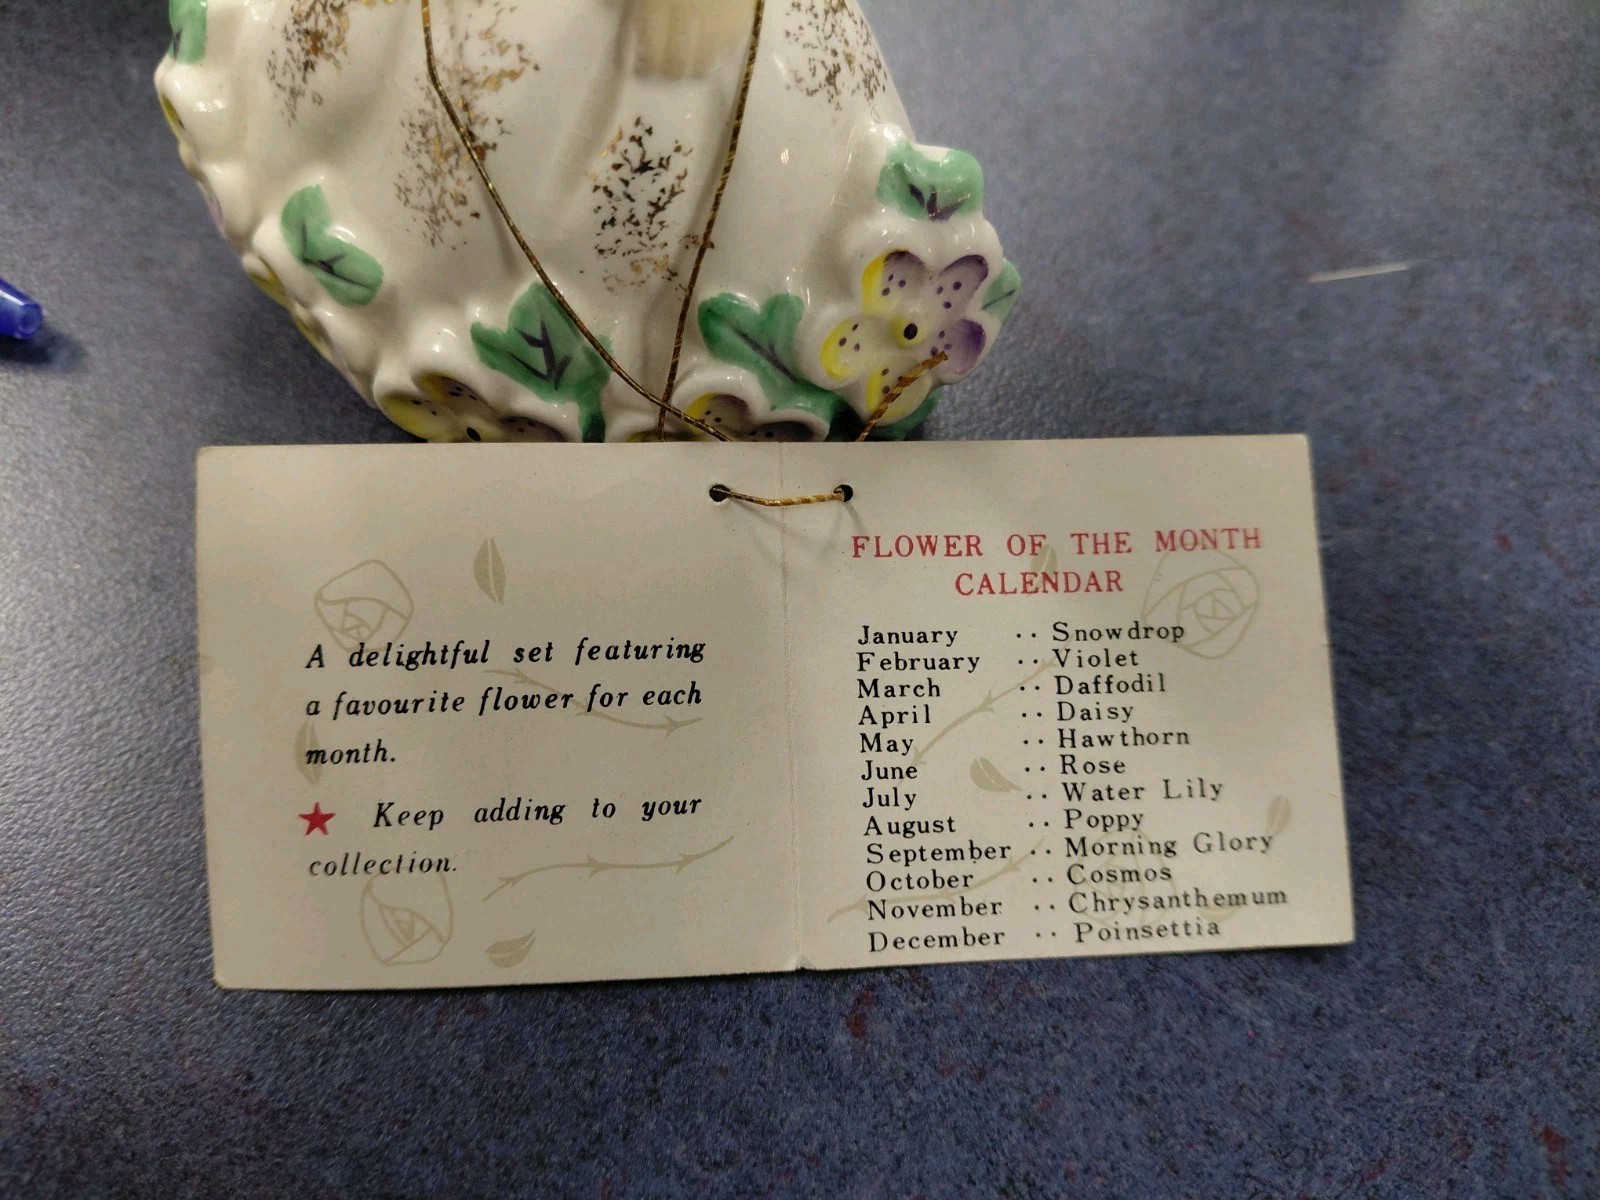 A delightful set featuring
a favourite flower for each
month.
★ Keep adding to your
collection.
FLOWER OF THE MONTH
CALENDAR
January .. Snowdrop
February .. Violet
March .. Daffodil
April .. Daisy
May .. Hawthorn
June .. Rose
July .. Water Lily
August .. Poppy
September .. Morning Glory
October .. Cosmos
November .. Chrysanthemum
December .. Poinsettia